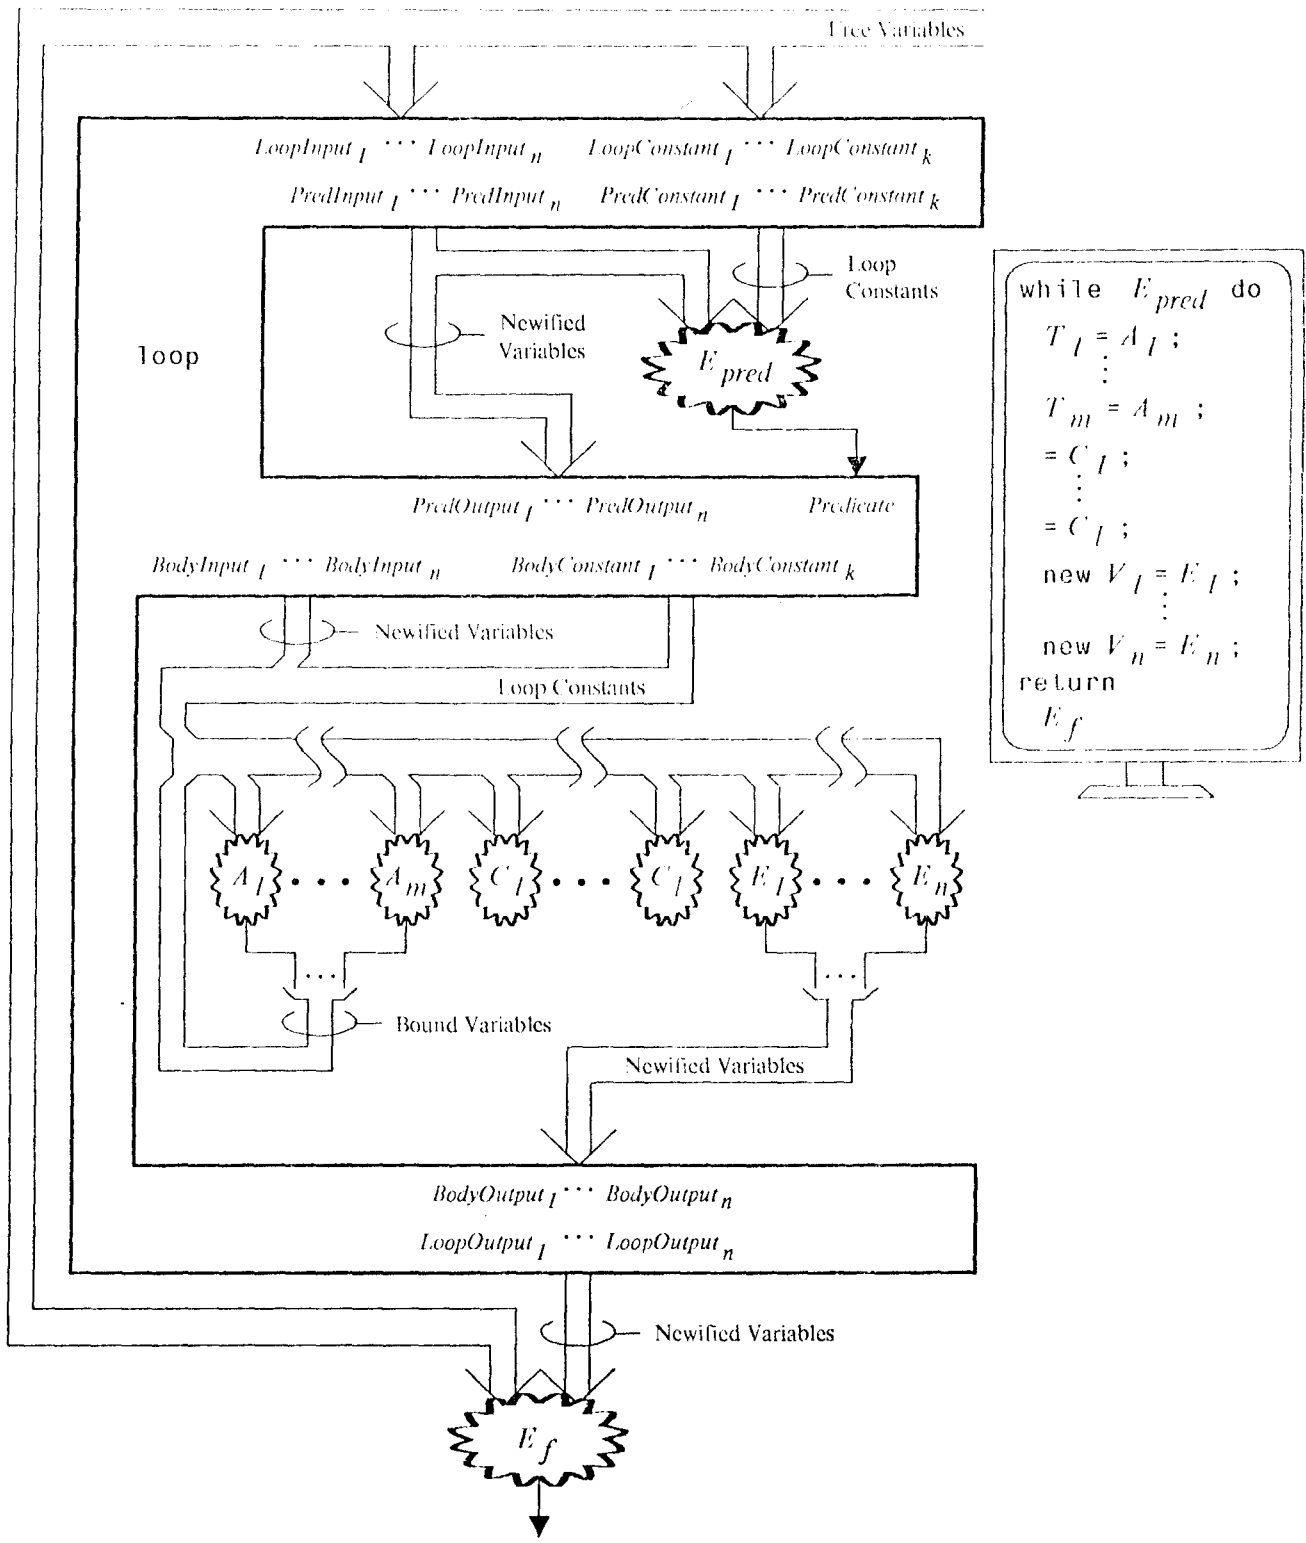 Free Variables
LoopInput 1 ··· LoopInput n LoopConstant 1 ··· LoopConstant k
PredInput 1 ··· PredInput n PredConstant 1 ··· PredConstant k
Loop
Constants
Newified
Variables
E pred
loop
PredOutput 1 ··· PredOutput n Predicate
BodyInput 1 ··· BodyInput n BodyConstant 1 ··· BodyConstant k
Newified Variables
Loop Constants
A 1 ··· A m C 1 ··· C l E 1 ··· E n
···
···
Bound Variables
Newified Variables
BodyOutput 1 ··· BodyOutput n
LoopOutput 1 ··· LoopOutput n
Newified Variables
E f
while E pred do
T 1 = A 1 ;
⋮
T m = A m ;
= C 1 ;
⋮
= C l ;
new V 1 = E 1 ;
⋮
new V n = E n ;
return
E f